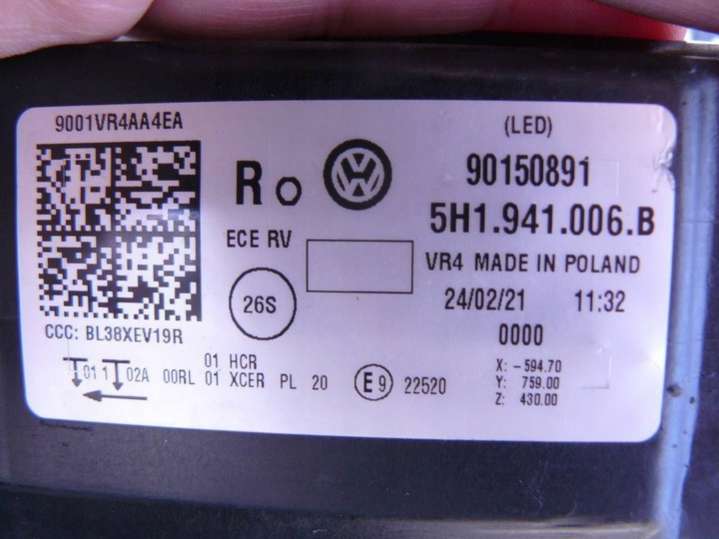 9001VR4AA4EA
(LED)
R
90150891
5H1.941.006.B
ECE RV
VR4 MADE IN POLAND
26S
24/02/21 11:32
CCC: BL38XEV19R
0000
01 HCR
01 1 02A 00RL 01 XCER PL 20 E9 22520
X: -594.70
Y: 759.00
Z: 430.00